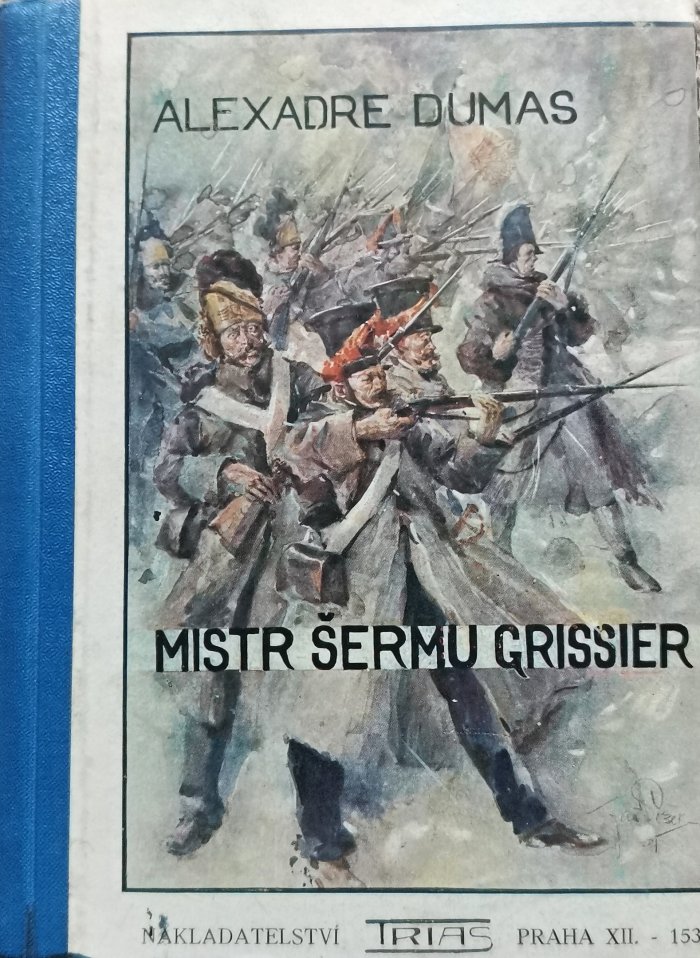 ALEXADRE DUMAS
MISTR ŠERMU GRISSIER
NAKLADATELSTVÍ TRIAS PRAHA XII. - 153